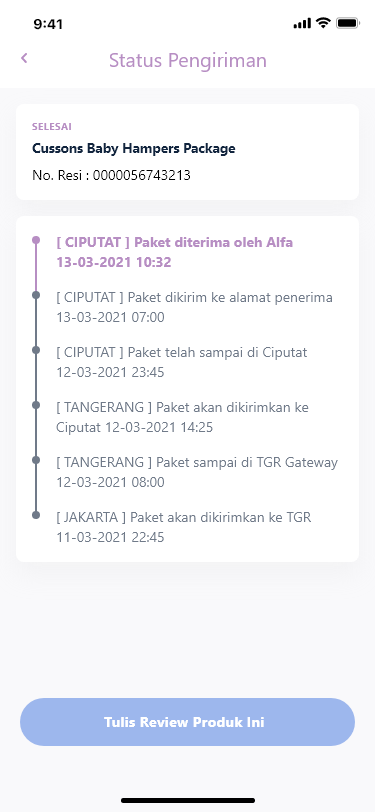 9:41
Status Pengiriman
SELESAI
Cussons Baby Hampers Package
No. Resi : 0000056743213
[ CIPUTAT ] Paket diterima oleh Alfa
13-03-2021 10:32
[ CIPUTAT ] Paket dikirim ke alamat penerima
13-03-2021 07:00
[ CIPUTAT ] Paket telah sampai di Ciputat
12-03-2021 23:45
[ TANGERANG ] Paket akan dikirimkan ke
Ciputat 12-03-2021 14:25
[ TANGERANG ] Paket sampai di TGR Gateway
12-03-2021 08:00
[ JAKARTA ] Paket akan dikirimkan ke TGR
11-03-2021 22:45
Tulis Review Produk Ini